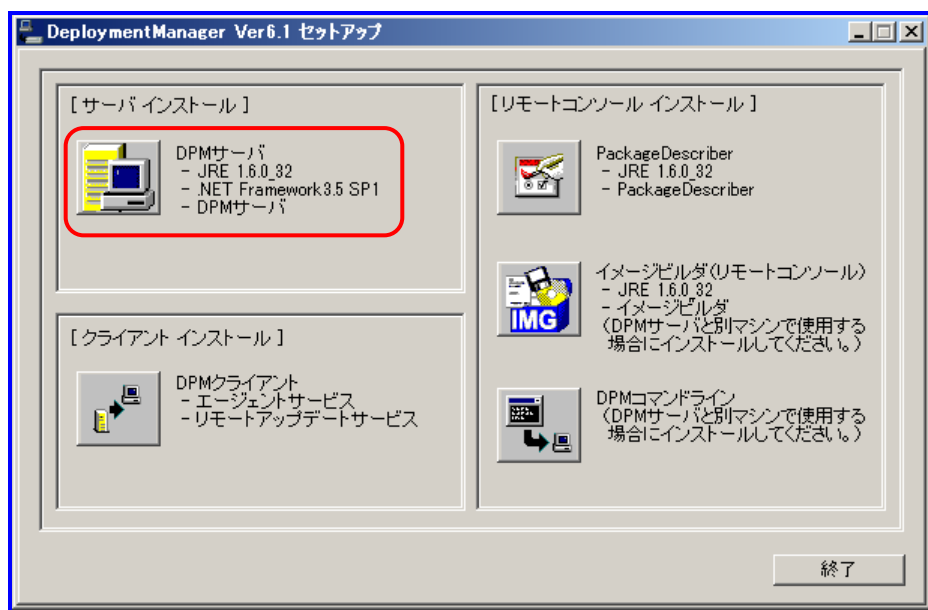 DeploymentManager Ver6.1 セットアップ
[ サーバ インストール ]
DPMサーバ
- JRE 1.6.0_32
- .NET Framework3.5 SP1
- DPMサーバ
[ クライアント インストール ]
DPMクライアント
- エージェントサービス
- リモートアップデートサービス
[ リモートコンソール インストール ]
PackageDescriber
- JRE 1.6.0_32
- PackageDescriber
IMG
イメージビルダ(リモートコンソール)
- JRE 1.6.0_32
- イメージビルダ
(DPMサーバと別マシンで使用する
場合にインストールしてください。)
DPMコマンドライン
(DPMサーバと別マシンで使用する
場合にインストールしてください。)
終了